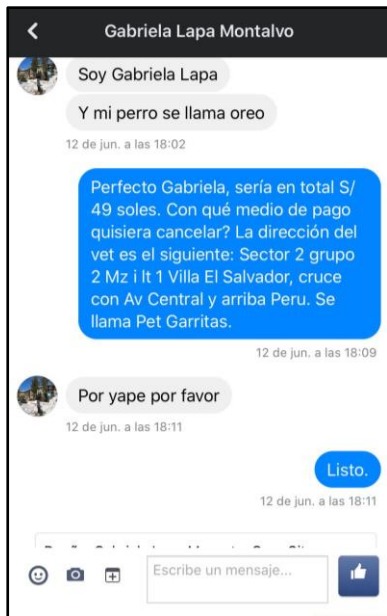 Gabriela Lapa Montalvo
Soy Gabriela Lapa
Y mi perro se llama oreo
12 de jun. a las 18:02
Perfecto Gabriela, sería en total S/
49 soles. Con qué medio de pago
quisiera cancelar? La dirección del
vet es el siguiente: Sector 2 grupo
2 Mz i lt 1 Villa El Salvador, cruce
con Av Central y arriba Peru. Se
llama Pet Garritas.
12 de jun. a las 18:09
Por yape por favor
12 de jun. a las 18:11
Listo.
12 de jun. a las 18:11
Escribe un mensaje...